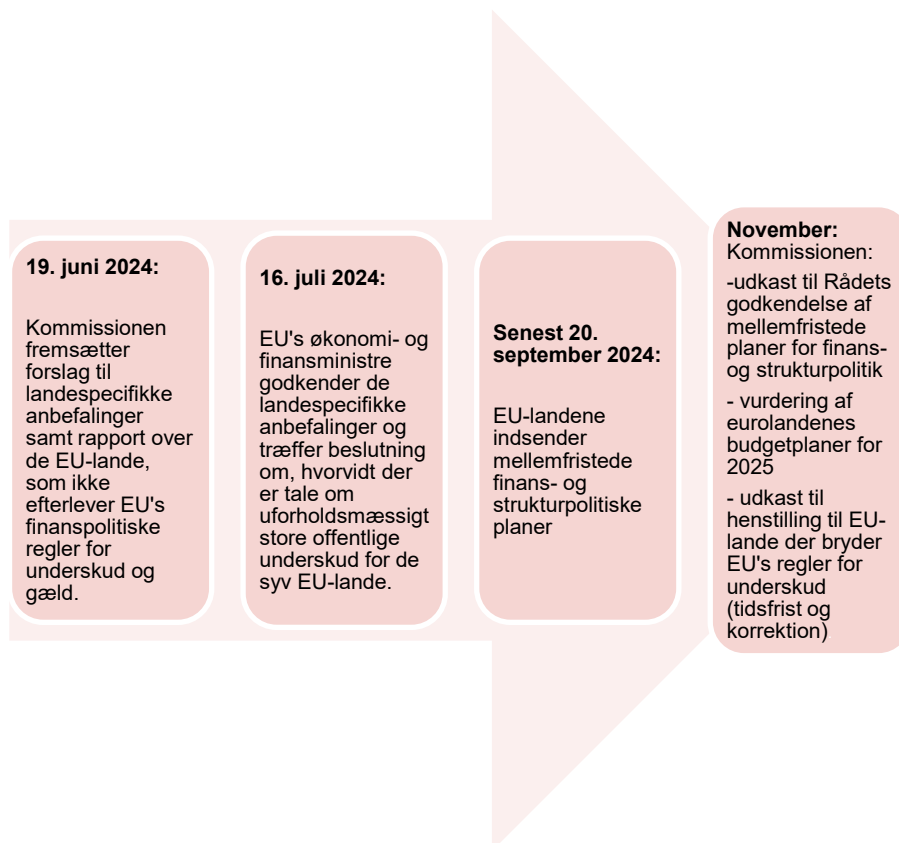 19. juni 2024:
Kommissionen
fremsætter
forslag til
landespecifikke
anbefalinger
samt rapport over
de EU-lande,
som ikke
efterlever EU's
finanspolitiske
regler for
underskud og
gæld.
16. juli 2024:
EU's økonomi- og
finansministre
godkender de
landespecifikke
anbefalinger og
træffer beslutning
om, hvorvidt der
er tale om
uforholdsmæssigt
store offentlige
underskud for de
syv EU-lande.
Senest 20.
september 2024:
EU-landene
indsender
mellemfristede
finans- og
strukturpolitiske
planer
November:
Kommissionen:
-udkast til Rådets
godkendelse af
mellemfristede
planer for finans-
og strukturpolitik
- vurdering af
eurolandenes
budgetplaner for
2025
- udkast til
henstilling til EU-
lande der bryder
EU's regler for
underskud
(tidsfrist og
korrektion)